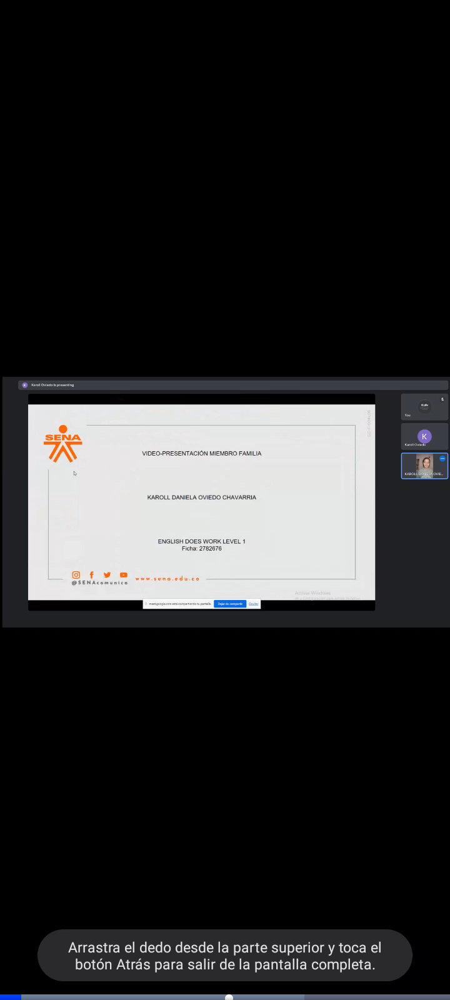 K Karoll Oviedo is presenting
You
K
Karoll Oviedo
KAROLL DANIELA OVIE...
SENA
VIDEO-PRESENTACIÓN MIEMBRO FAMILIA
KAROLL DANIELA OVIEDO CHAVARRIA
ENGLISH DOES WORK LEVEL 1
Ficha: 2782676
@SENAcomunica
www.sena.edu.co
Activar Windows
meet.google.com está compartiendo tu pantalla.
Dejar de compartir
Ocultar
Arrastra el dedo desde la parte superior y toca el
botón Atrás para salir de la pantalla completa.